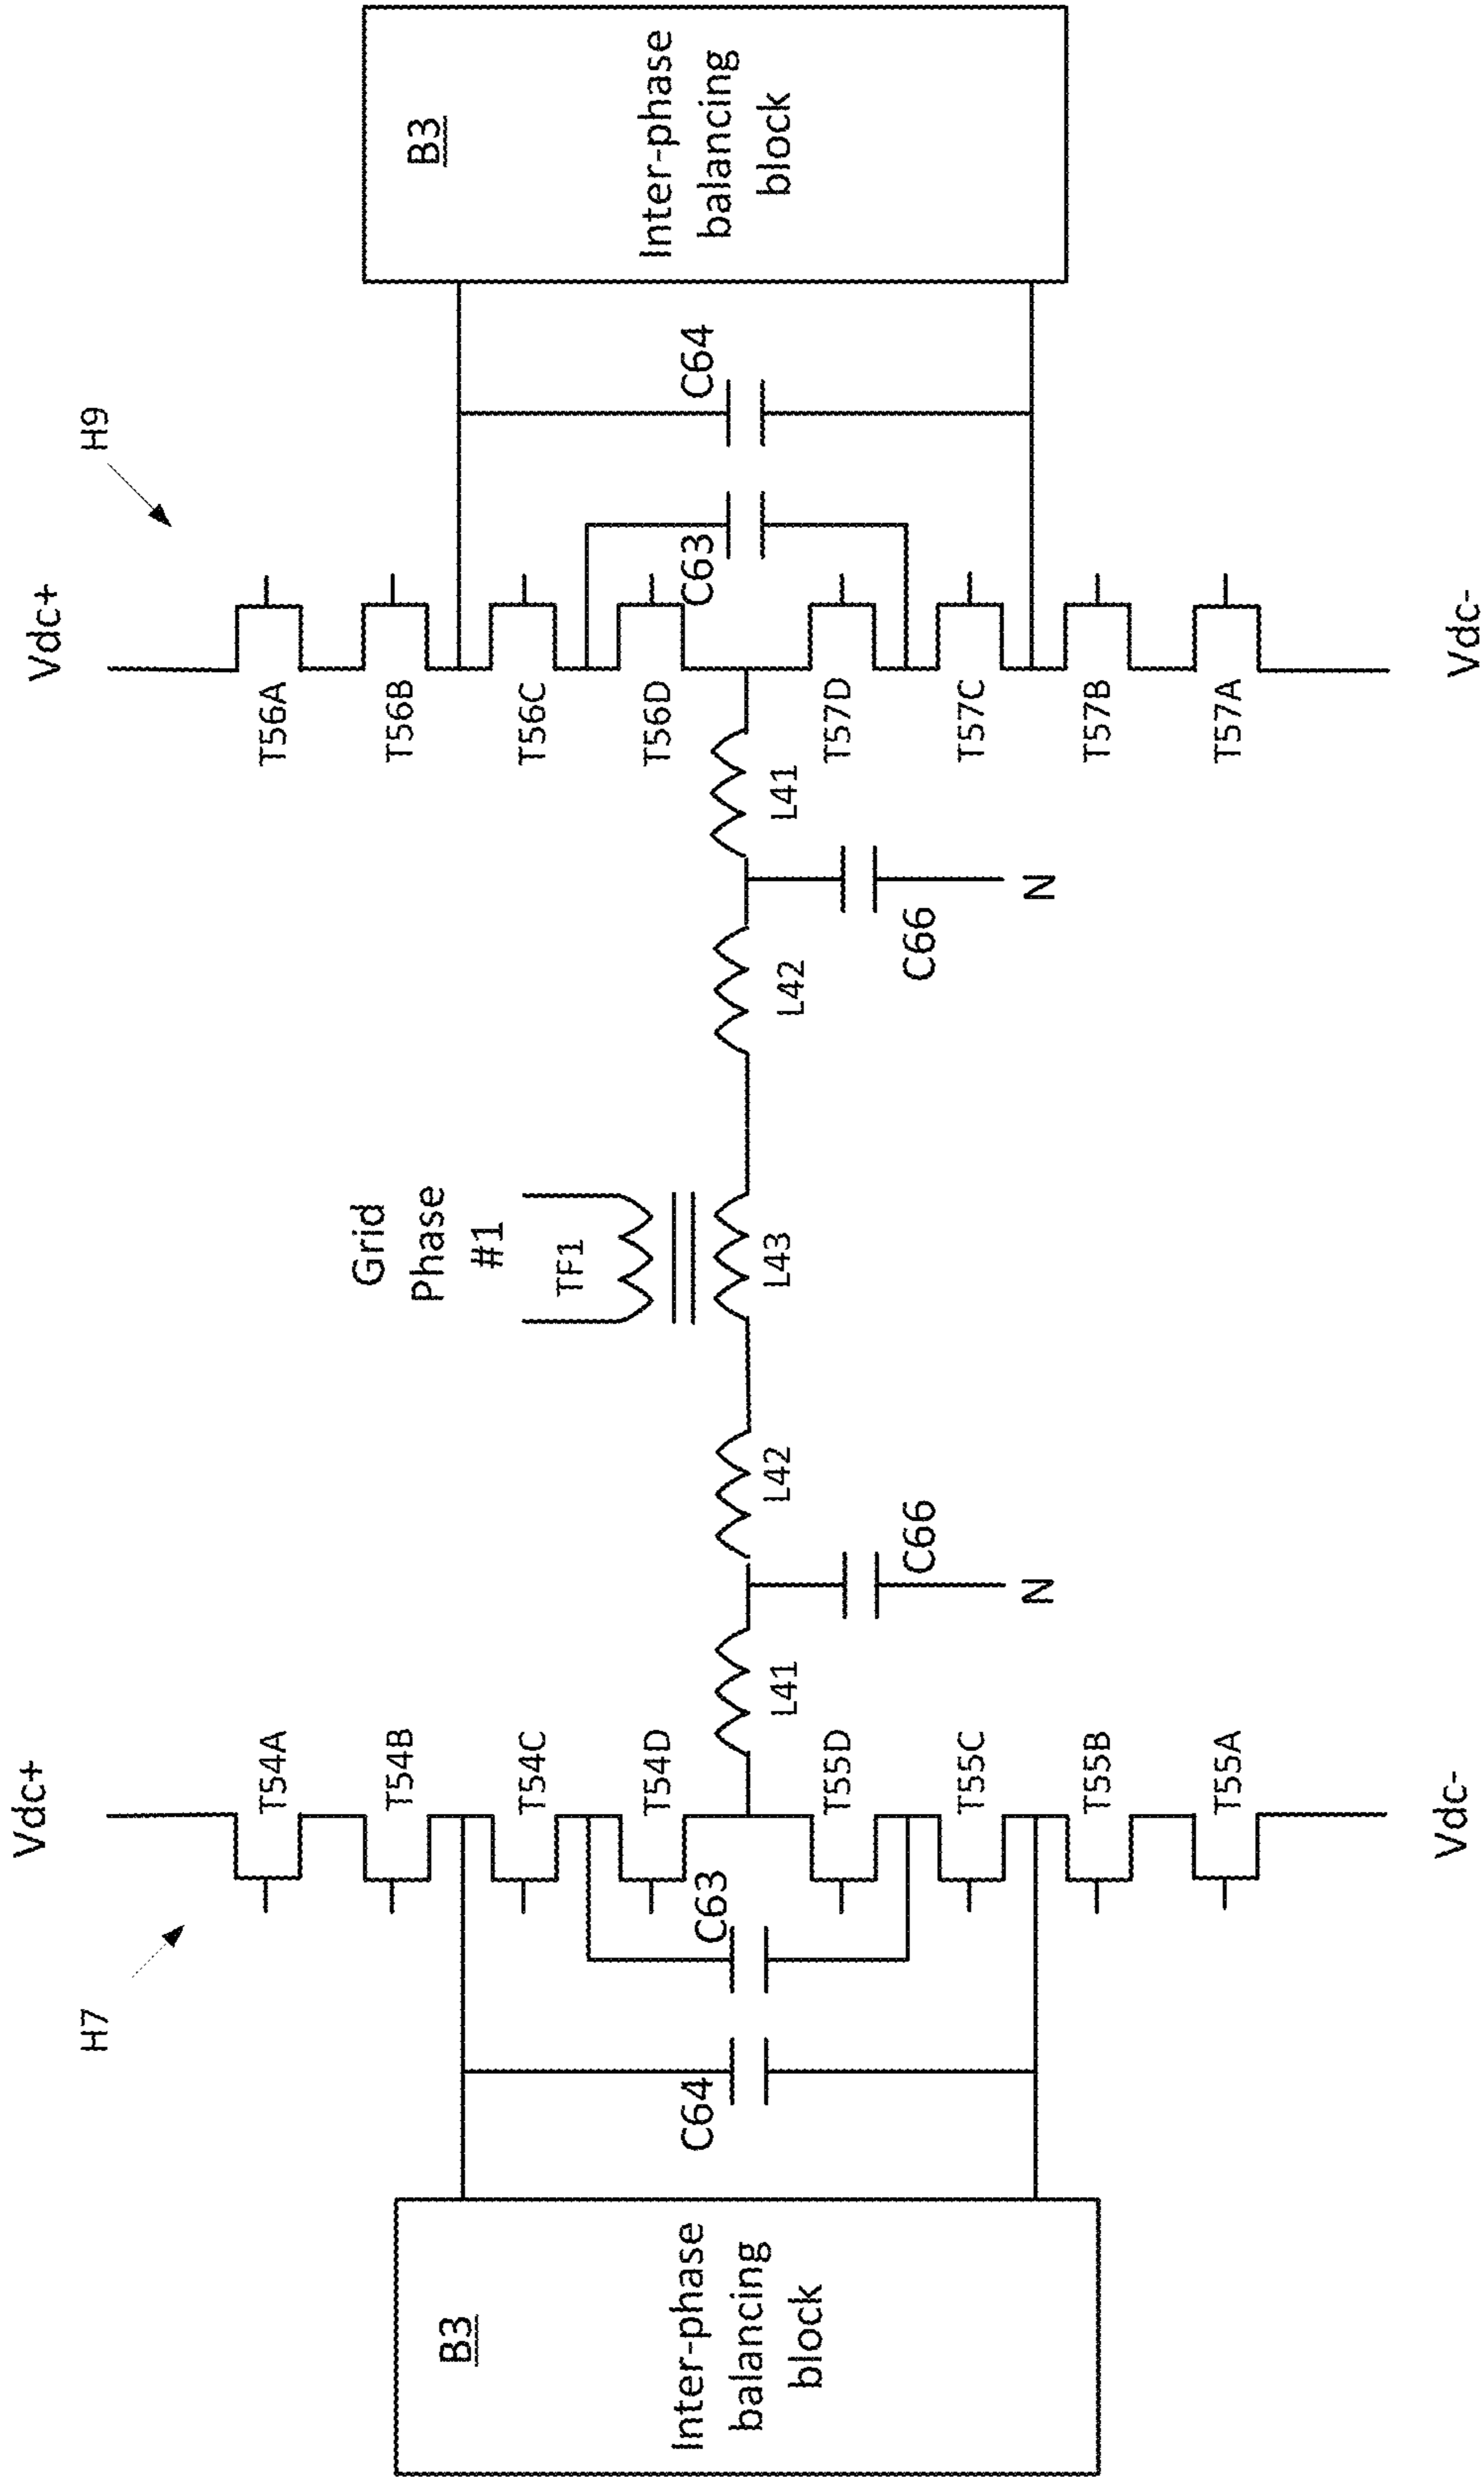 H7
H9
Vdc+
Vdc+
Grid
Phase
#1
TF1
T54A
T54B
T54C
T54D
T55D
T55C
T55B
T55A
T56A
T56B
T56C
T56D
T57D
T57C
T57B
T57A
B3
Inter-phase
balancing
block
C64
C63
L41
L42
L43
L42
L41
C66
N
C66
N
C63
C64
B3
Inter-phase
balancing
block
Vdc-
Vdc-